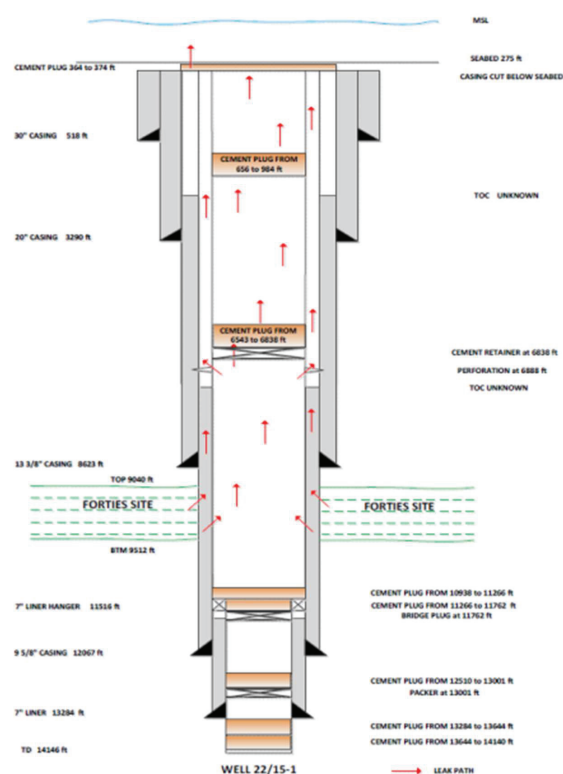 MSL
SEABED 275 ft
CEMENT PLUG 364 to 374 ft
CASING CUT BELOW SEABED
30" CASING 518 ft
CEMENT PLUG FROM
656 to 984 ft
TOC UNKNOWN
20" CASING 3290 ft
CEMENT PLUG FROM
6543 to 6838 ft
CEMENT RETAINER at 6838 ft
PERFORATION at 6888 ft
TOC UNKNOWN
13 3/8" CASING 8623 ft
TOP 9040 ft
FORTIES SITE
FORTIES SITE
BTM 9512 ft
CEMENT PLUG FROM 10938 to 11266 ft
7" LINER HANGER 11516 ft
CEMENT PLUG FROM 11266 to 11762 ft
BRIDGE PLUG at 11762 ft
9 5/8" CASING 12067 ft
CEMENT PLUG FROM 12510 to 13001 ft
PACKER at 13001 ft
7" LINER 13284 ft
CEMENT PLUG FROM 13284 to 13644 ft
CEMENT PLUG FROM 13644 to 14140 ft
TD 14146 ft
WELL 22/15-1
LEAK PATH